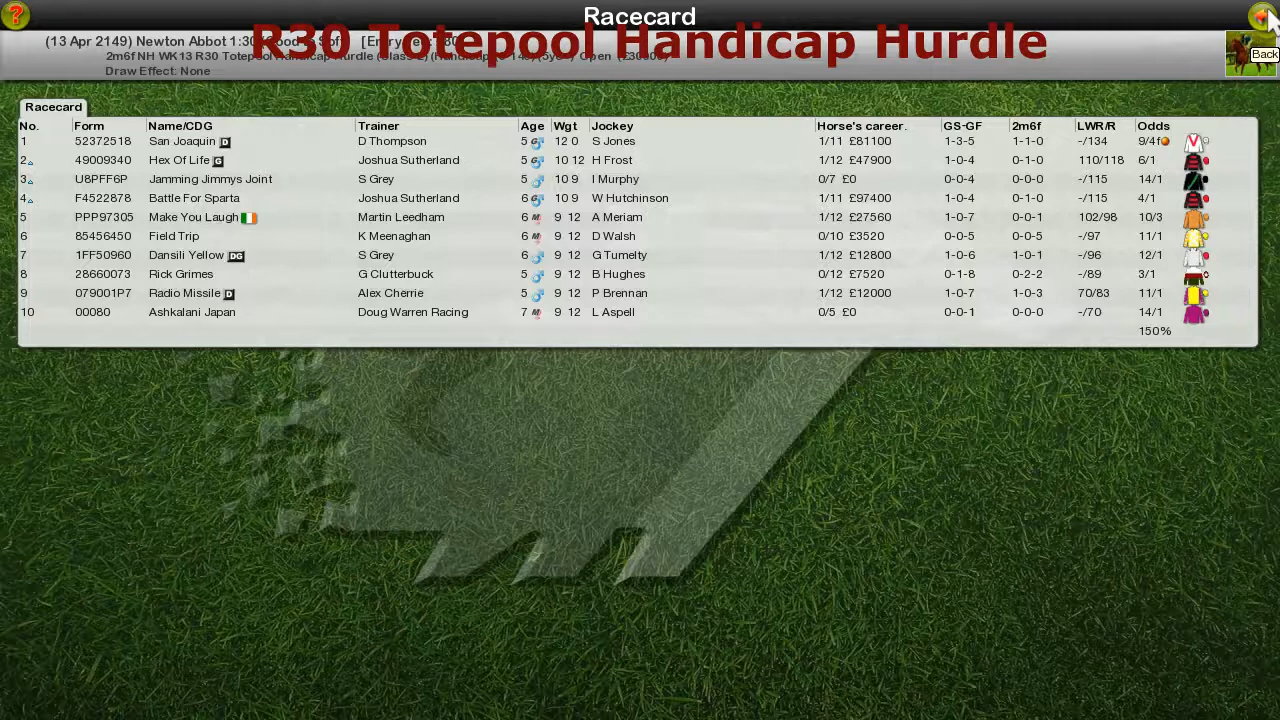 Racecard
R30 Totepool Handicap Hurdle
(13 Apr 2149) Newton Abbot 1:30
2m6f NH WK13 R30 Totepool Handicap Hurdle Open
Draw Effect: None
Back
Racecard
No. Form Name/CDG Trainer Age Wgt Jockey Horse's career. GS-GF 2m6f LWR/R Odds
1 52372518 San Joaquin D D Thompson 5 G 12 0 S Jones 1/11 £81100 1-3-5 1-1-0 -/134 9/4f
2 49009340 Hex Of Life G Joshua Sutherland 5 G 10 12 H Frost 1/12 £47900 1-0-4 0-1-0 110/118 6/1
3 U8PFF6P Jamming Jimmys Joint S Grey 5 10 9 I Murphy 0/7 £0 0-0-4 0-0-0 -/115 14/1
4 F4522878 Battle For Sparta Joshua Sutherland 6 G 10 9 W Hutchinson 1/11 £97400 1-0-4 0-1-0 -/115 4/1
5 PPP97305 Make You Laugh Martin Leedham 6 M 9 12 A Meriam 1/12 £27560 1-0-7 0-0-1 102/98 10/3
6 85456450 Field Trip K Meenaghan 6 M 9 12 D Walsh 0/10 £3520 0-0-5 0-0-5 -/97 11/1
7 1FF50960 Dansili Yellow DG S Grey 6 9 12 G Tumelty 1/12 £12800 1-0-6 1-0-1 -/96 12/1
8 28660073 Rick Grimes G Clutterbuck 5 9 12 B Hughes 0/12 £7520 0-1-8 0-2-2 -/89 3/1
9 079001P7 Radio Missile D Alex Cherrie 5 9 12 P Brennan 1/12 £12000 1-0-7 1-0-3 70/83 11/1
10 00080 Ashkalani Japan Doug Warren Racing 7 M 9 12 L Aspell 0/5 £0 0-0-1 0-0-0 -/70 14/1
150%